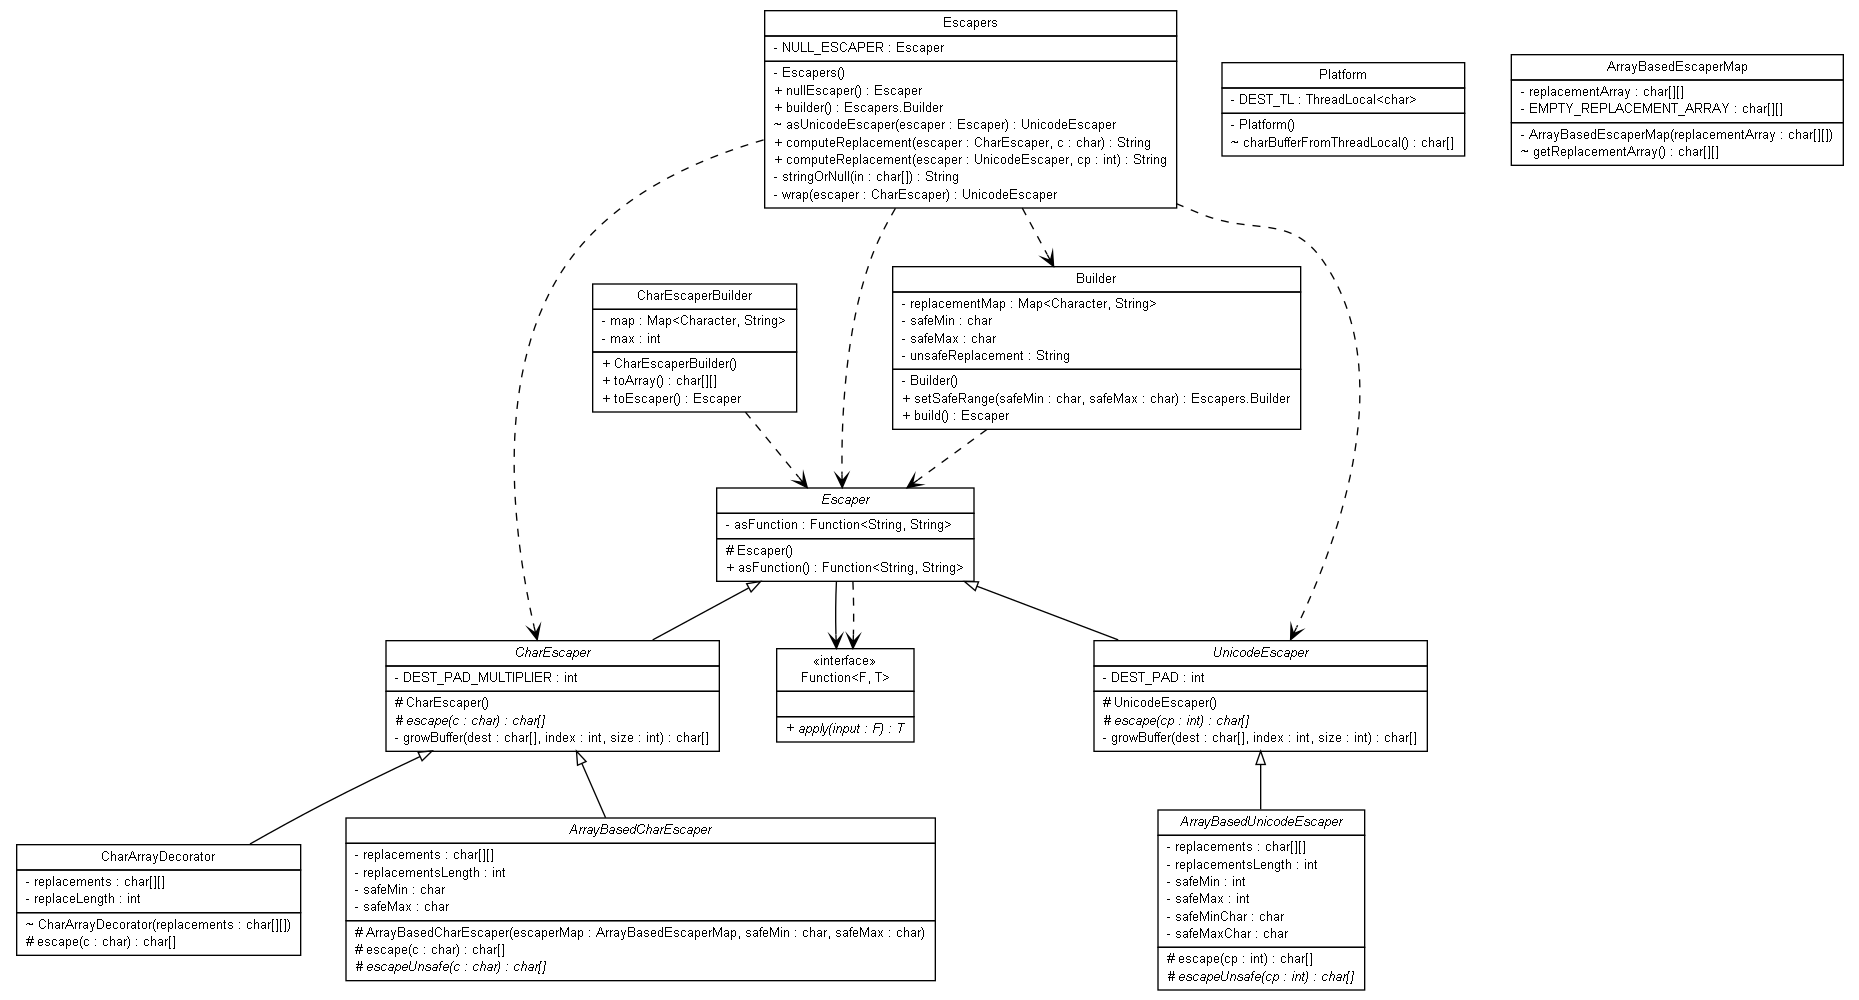 Escapers
- NULL_ESCAPER : Escaper
- Escapers()
+ nullEscaper() : Escaper
+ builder() : Escapers.Builder
~ asUnicodeEscaper(escaper : Escaper) : UnicodeEscaper
+ computeReplacement(escaper : CharEscaper, c : char) : String
+ computeReplacement(escaper : UnicodeEscaper, cp : int) : String
- stringOrNull(in : char[]) : String
- wrap(escaper : CharEscaper) : UnicodeEscaper
Platform
- DEST_TL : ThreadLocal<char>
- Platform()
~ charBufferFromThreadLocal() : char[]
ArrayBasedEscaperMap
- replacementArray : char[][]
- EMPTY_REPLACEMENT_ARRAY : char[][]
- ArrayBasedEscaperMap(replacementArray : char[][])
~ getReplacementArray() : char[][]
CharEscaperBuilder
- map : Map<Character, String>
- max : int
+ CharEscaperBuilder()
+ toArray() : char[][]
+ toEscaper() : Escaper
Builder
- replacementMap : Map<Character, String>
- safeMin : char
- safeMax : char
- unsafeReplacement : String
- Builder()
+ setSafeRange(safeMin : char, safeMax : char) : Escapers.Builder
+ build() : Escaper
Escaper
- asFunction : Function<String, String>
# Escaper()
+ asFunction() : Function<String, String>
CharEscaper
- DEST_PAD_MULTIPLIER : int
# CharEscaper()
# escape(c : char) : char[]
- growBuffer(dest : char[], index : int, size : int) : char[]
«interface»
Function<F, T>
+ apply(input : F) : T
UnicodeEscaper
- DEST_PAD : int
# UnicodeEscaper()
# escape(cp : int) : char[]
- growBuffer(dest : char[], index : int, size : int) : char[]
CharArrayDecorator
- replacements : char[][]
- replaceLength : int
~ CharArrayDecorator(replacements : char[][])
# escape(c : char) : char[]
ArrayBasedCharEscaper
- replacements : char[][]
- replacementsLength : int
- safeMin : char
- safeMax : char
# ArrayBasedCharEscaper(escaperMap : ArrayBasedEscaperMap, safeMin : char, safeMax : char)
# escape(c : char) : char[]
# escapeUnsafe(c : char) : char[]
ArrayBasedUnicodeEscaper
- replacements : char[][]
- replacementsLength : int
- safeMin : int
- safeMax : int
- safeMinChar : char
- safeMaxChar : char
# escape(cp : int) : char[]
# escapeUnsafe(cp : int) : char[]